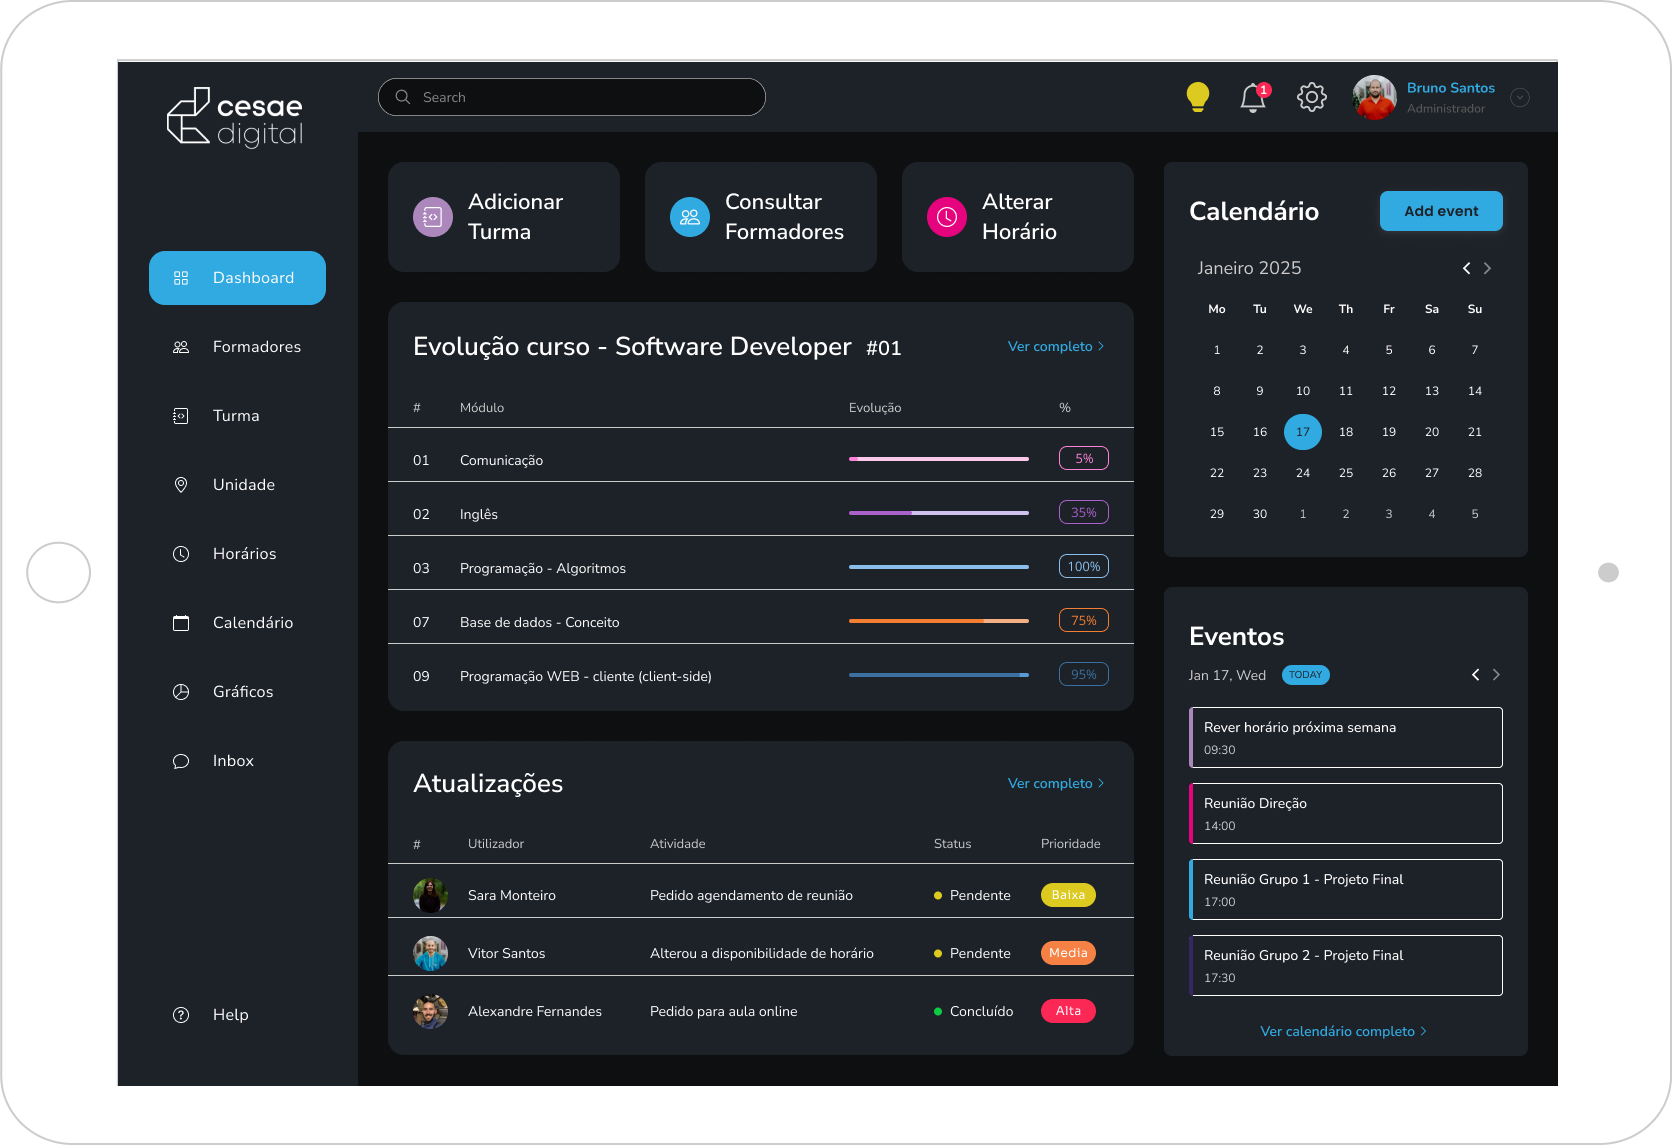 cesae
digital
Search
1
Bruno Santos
Administrador
Dashboard
Formadores
Turma
Unidade
Horários
Calendário
Gráficos
Inbox
Help
Adicionar
Turma
Consultar
Formadores
Alterar
Horário
Evolução curso - Software Developer #01
Ver completo
# Módulo Evolução %
01 Comunicação 5%
02 Inglês 35%
03 Programação - Algoritmos 100%
07 Base de dados - Conceito 75%
09 Programação WEB - cliente (client-side) 95%
Atualizações
Ver completo
# Utilizador Atividade Status Prioridade
Sara Monteiro Pedido agendamento de reunião Pendente Baixa
Vitor Santos Alterou a disponibilidade de horário Pendente Media
Alexandre Fernandes Pedido para aula online Concluído Alta
Calendário
Add event
Janeiro 2025
Mo Tu We Th Fr Sa Su
1 2 3 4 5 6 7
8 9 10 11 12 13 14
15 16 17 18 19 20 21
22 23 24 25 26 27 28
29 30 1 2 3 4 5
Eventos
Jan 17, Wed TODAY
Rever horário próxima semana
09:30
Reunião Direção
14:00
Reunião Grupo 1 - Projeto Final
17:00
Reunião Grupo 2 - Projeto Final
17:30
Ver calendário completo